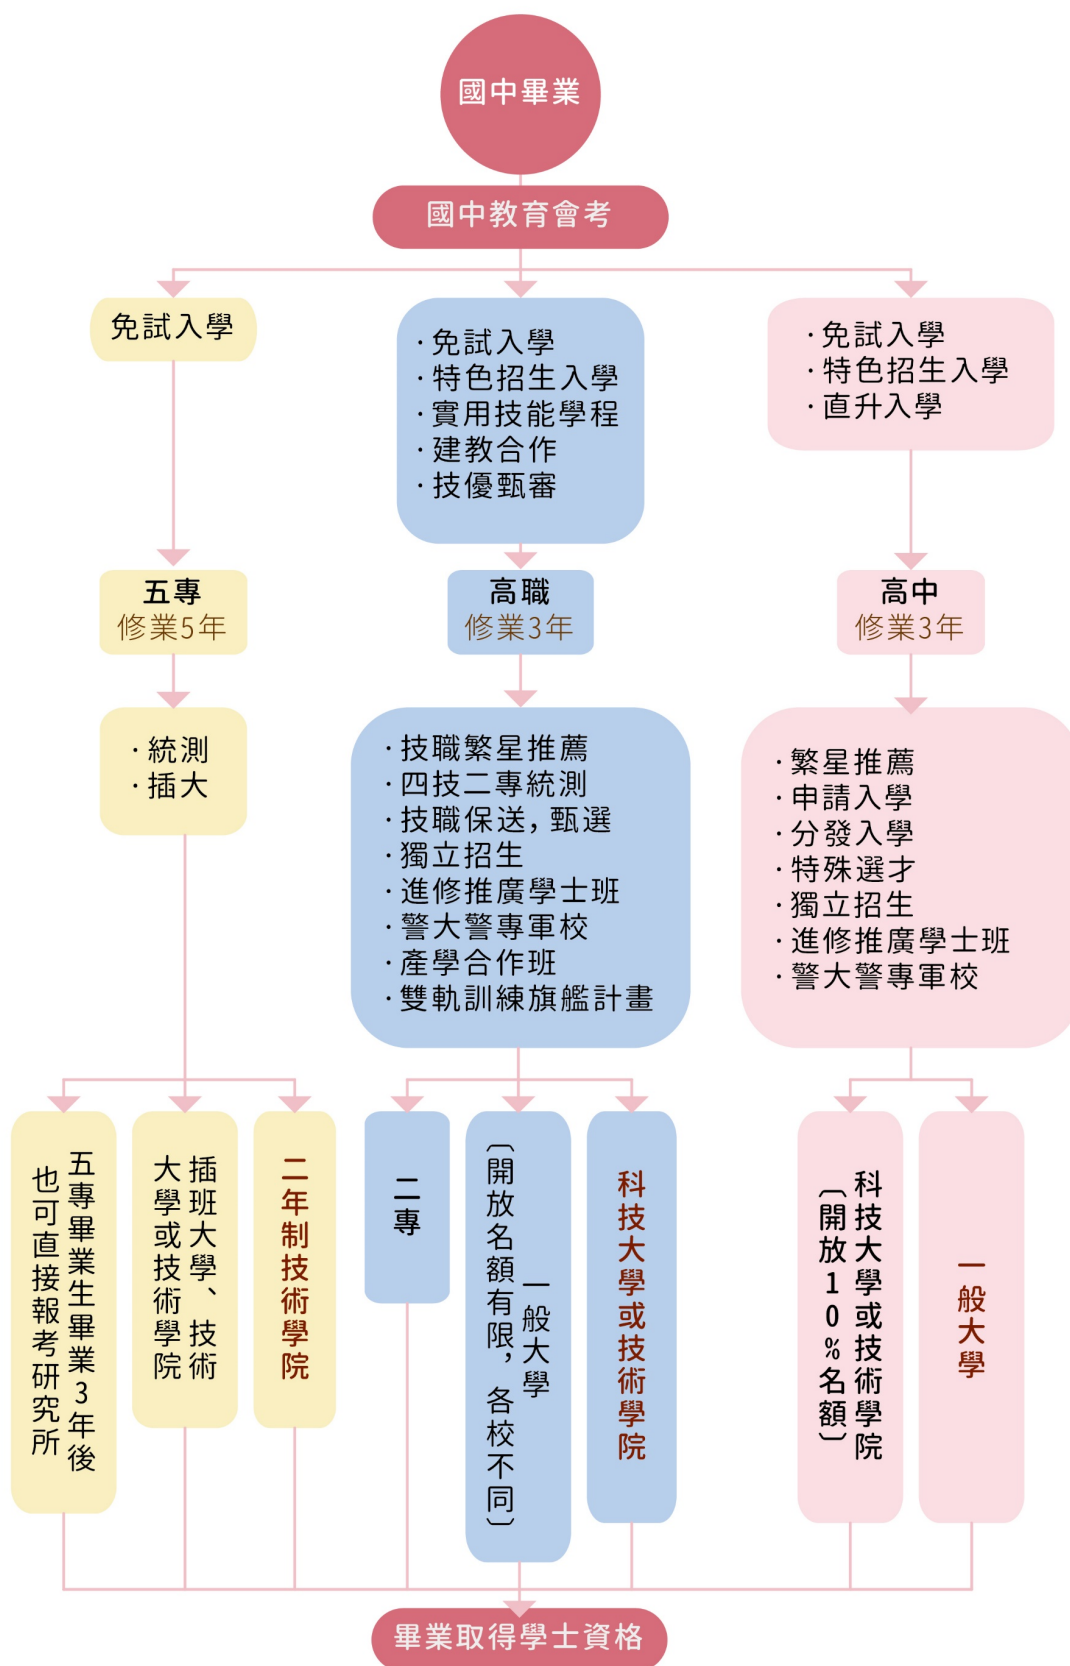 國中畢業
國中教育會考
免試入學
·免試入學
·特色招生入學
·實用技能學程
·建教合作
·技優甄審
·免試入學
·特色招生入學
·直升入學
五專
修業5年
高職
修業3年
高中
修業3年
·統測
·插大
·技職繁星推薦
·四技二專統測
·技職保送,甄選
·獨立招生
·進修推廣學士班
·警大警專軍校
·產學合作班
·雙軌訓練旗艦計畫
·繁星推薦
·申請入學
·分發入學
·特殊選才
·獨立招生
·進修推廣學士班
·警大警專軍校
五專畢業生畢業3年後
也可直接報考研究所
插班大學、技術
大學或技術學院
二年制技術學院
二專
一般大學
〔開放名額有限,各校不同〕
科技大學或技術學院
科技大學或技術學院
〔開放10%名額〕
一般大學
畢業取得學士資格